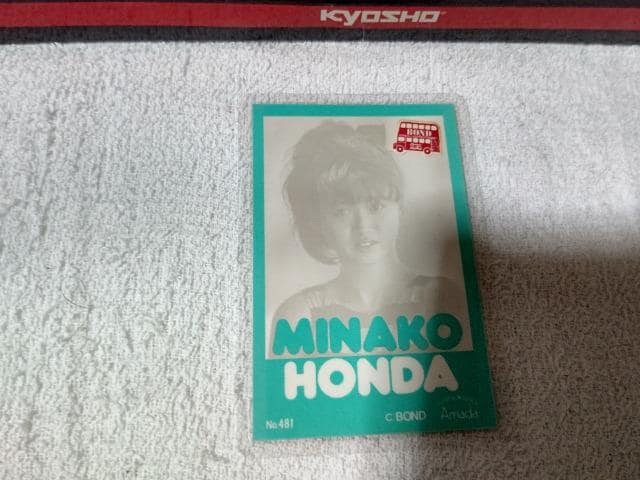 KYOSHO
BOND
MINAKO
HONDA
No.481
C BOND
Amada